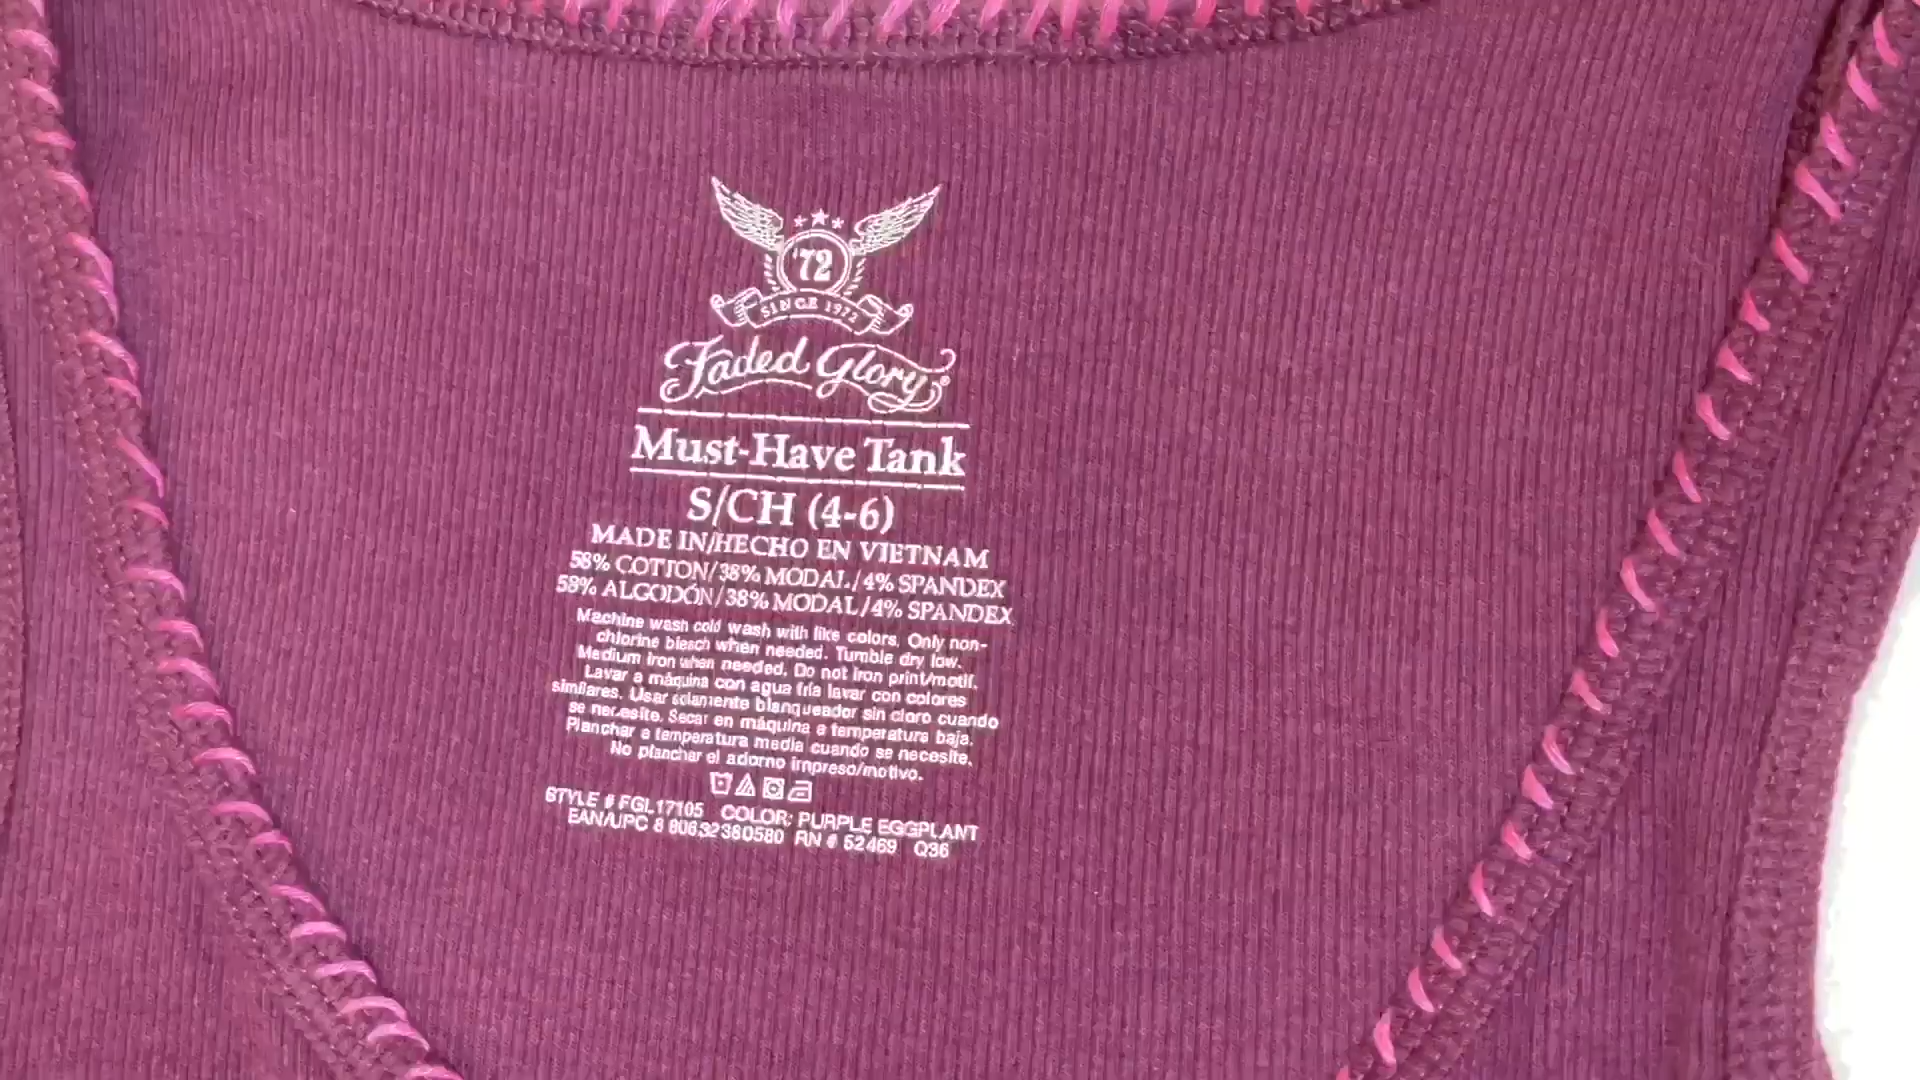 '72
SINCE 1972
Faded Glory®
Must-Have Tank
S/CH (4-6)
MADE IN/HECHO EN VIETNAM
58% COTTON/38% MODAL/4% SPANDEX
58% ALGODÓN/38% MODAL/4% SPANDEX
Machine wash cold wash with like colors. Only non-
chlorine bleach when needed. Tumble dry low.
Medium iron when needed. Do not iron print/motif.
Lavar a máquina con agua fría lavar con colores
similares. Usar solamente blanqueador sin cloro cuando
se necesite. Secar en máquina a temperatura baja.
Planchar a temperatura media cuando se necesite.
No planchar el adorno impreso/motivo.
STYLE # FGL17105 COLOR: PURPLE EGGPLANT
EAN/UPC 8 80632380580 RN # 52469 Q36